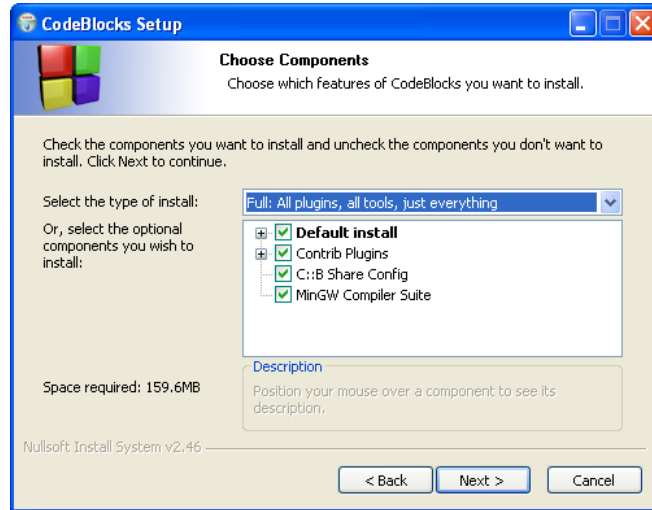 CodeBlocks Setup
Choose Components
Choose which features of CodeBlocks you want to install.
Check the components you want to install and uncheck the components you don't want to
install. Click Next to continue.
Select the type of install:
Full: All plugins, all tools, just everything
Or, select the optional
components you wish to
install:
Default install
Contrib Plugins
C::B Share Config
MinGW Compiler Suite
Space required: 159.6MB
Description
Position your mouse over a component to see its
description.
Nullsoft Install System v2.46
< Back
Next >
Cancel